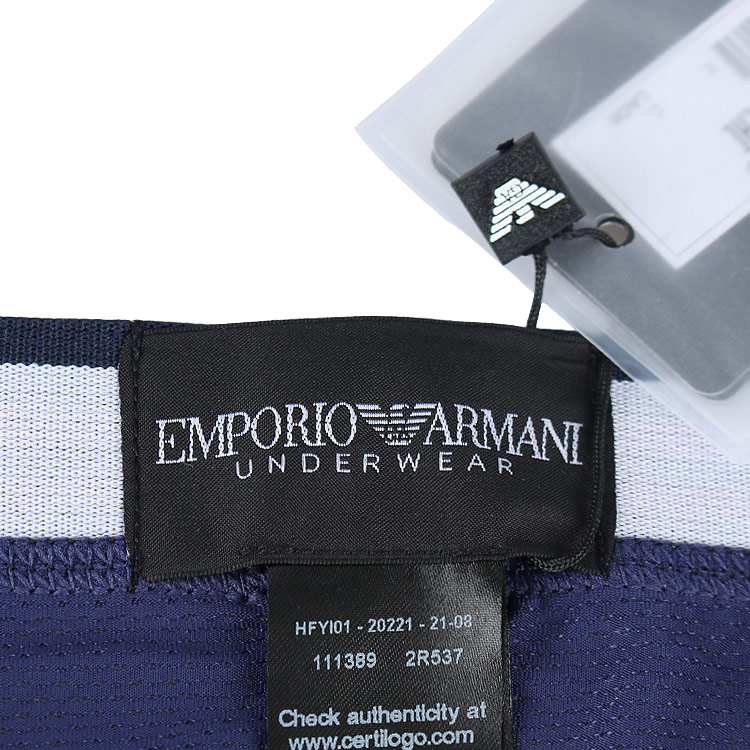 EMPORIO ARMANI
UNDERWEAR
HFYI01 - 20221 - 21-08
111389 2R537
Check authenticity at
www.certilogo.com